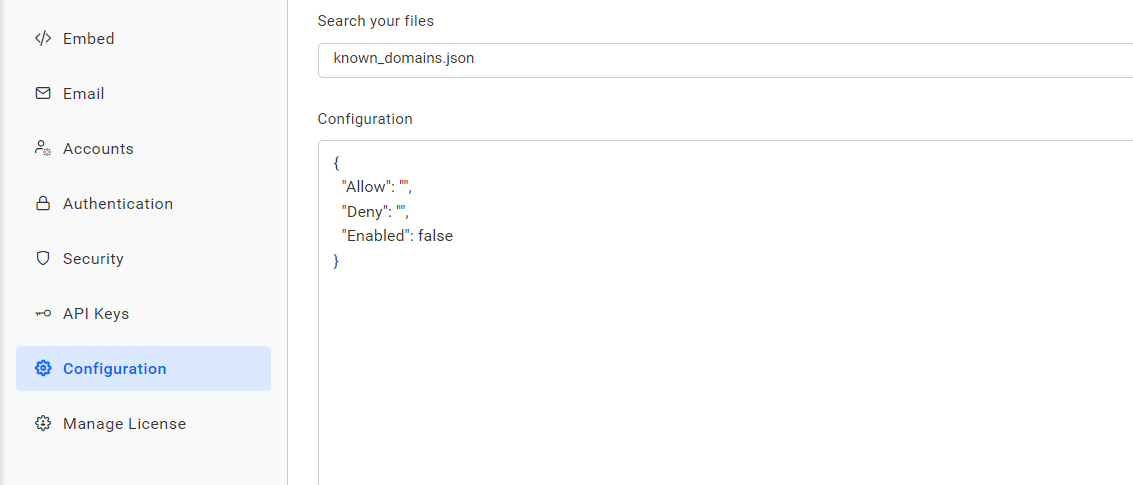 Embed
Email
Accounts
Authentication
Security
API Keys
Configuration
Manage License
Search your files
known_domains.json
Configuration
{
"Allow": "",
"Deny": "",
"Enabled": false
}